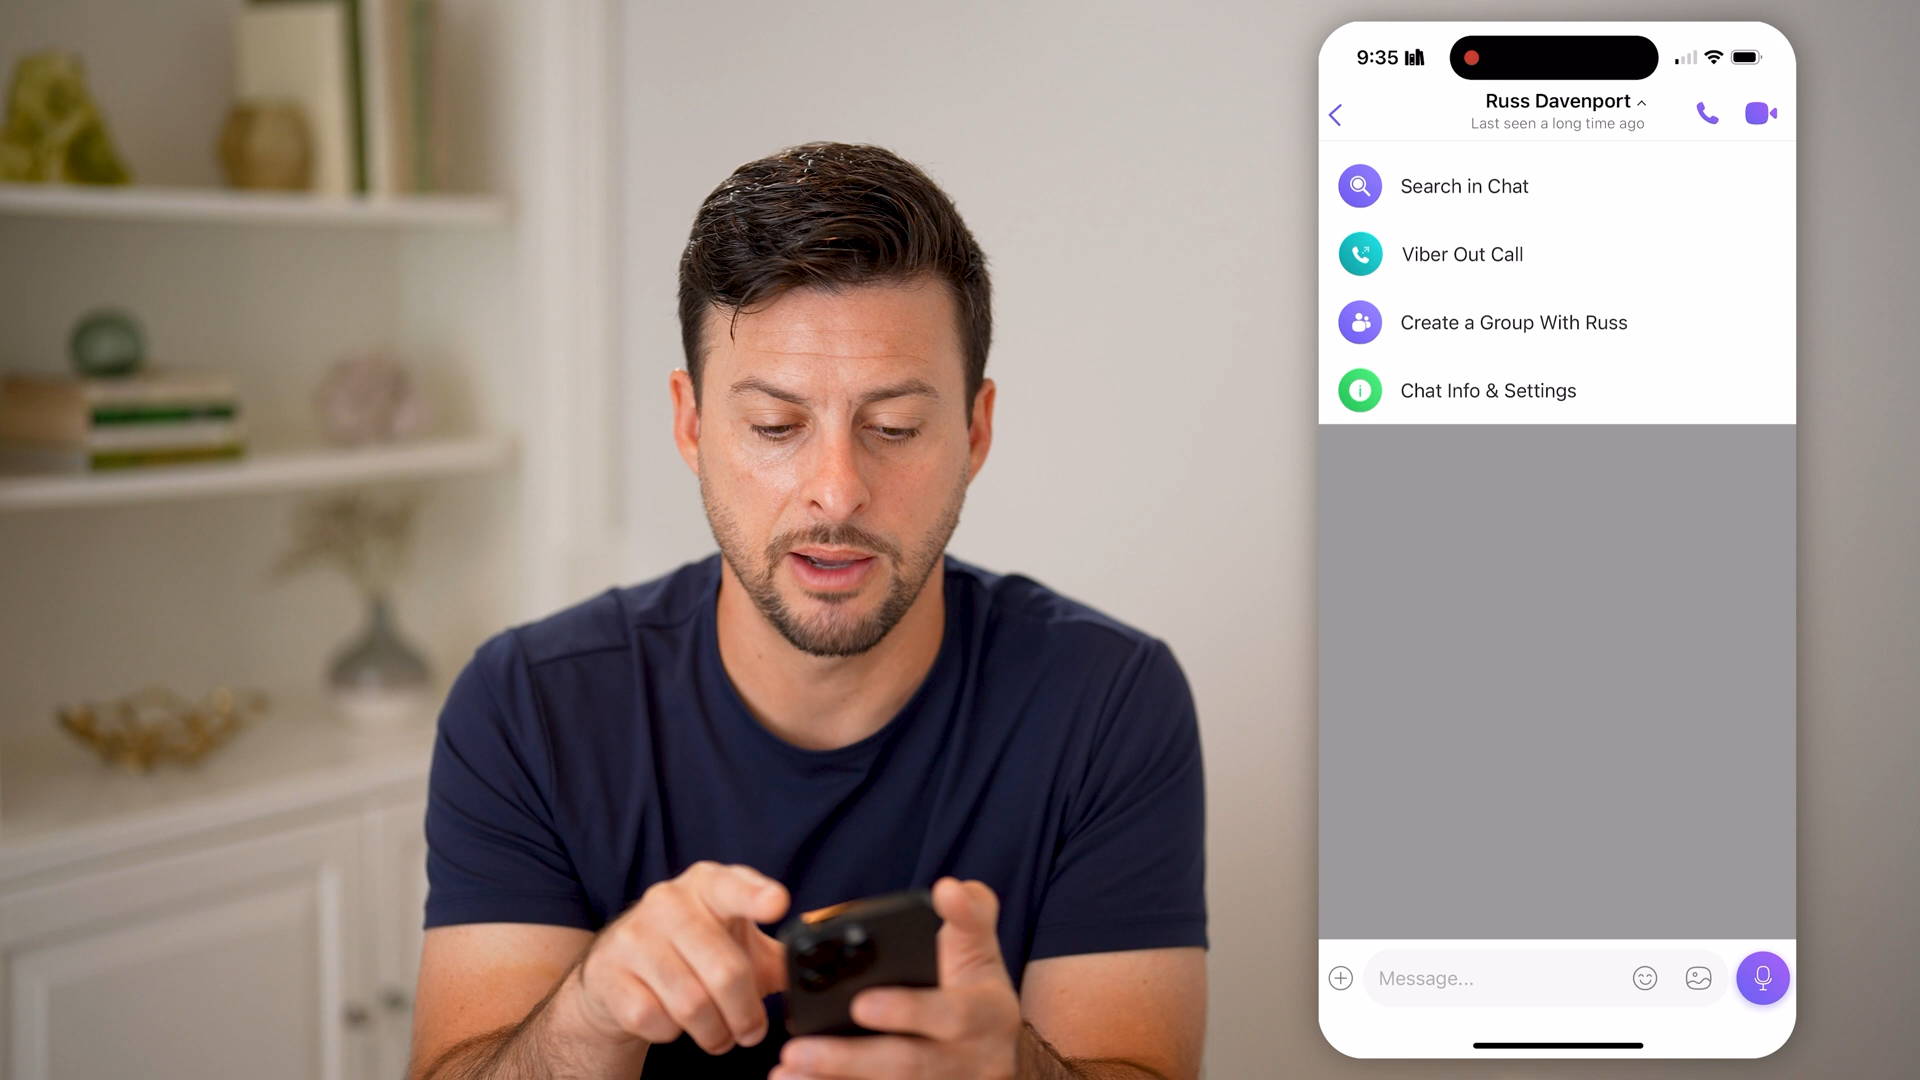 9:35
Russ Davenport
Last seen a long time ago
Search in Chat
Viber Out Call
Create a Group With Russ
Chat Info & Settings
Message...